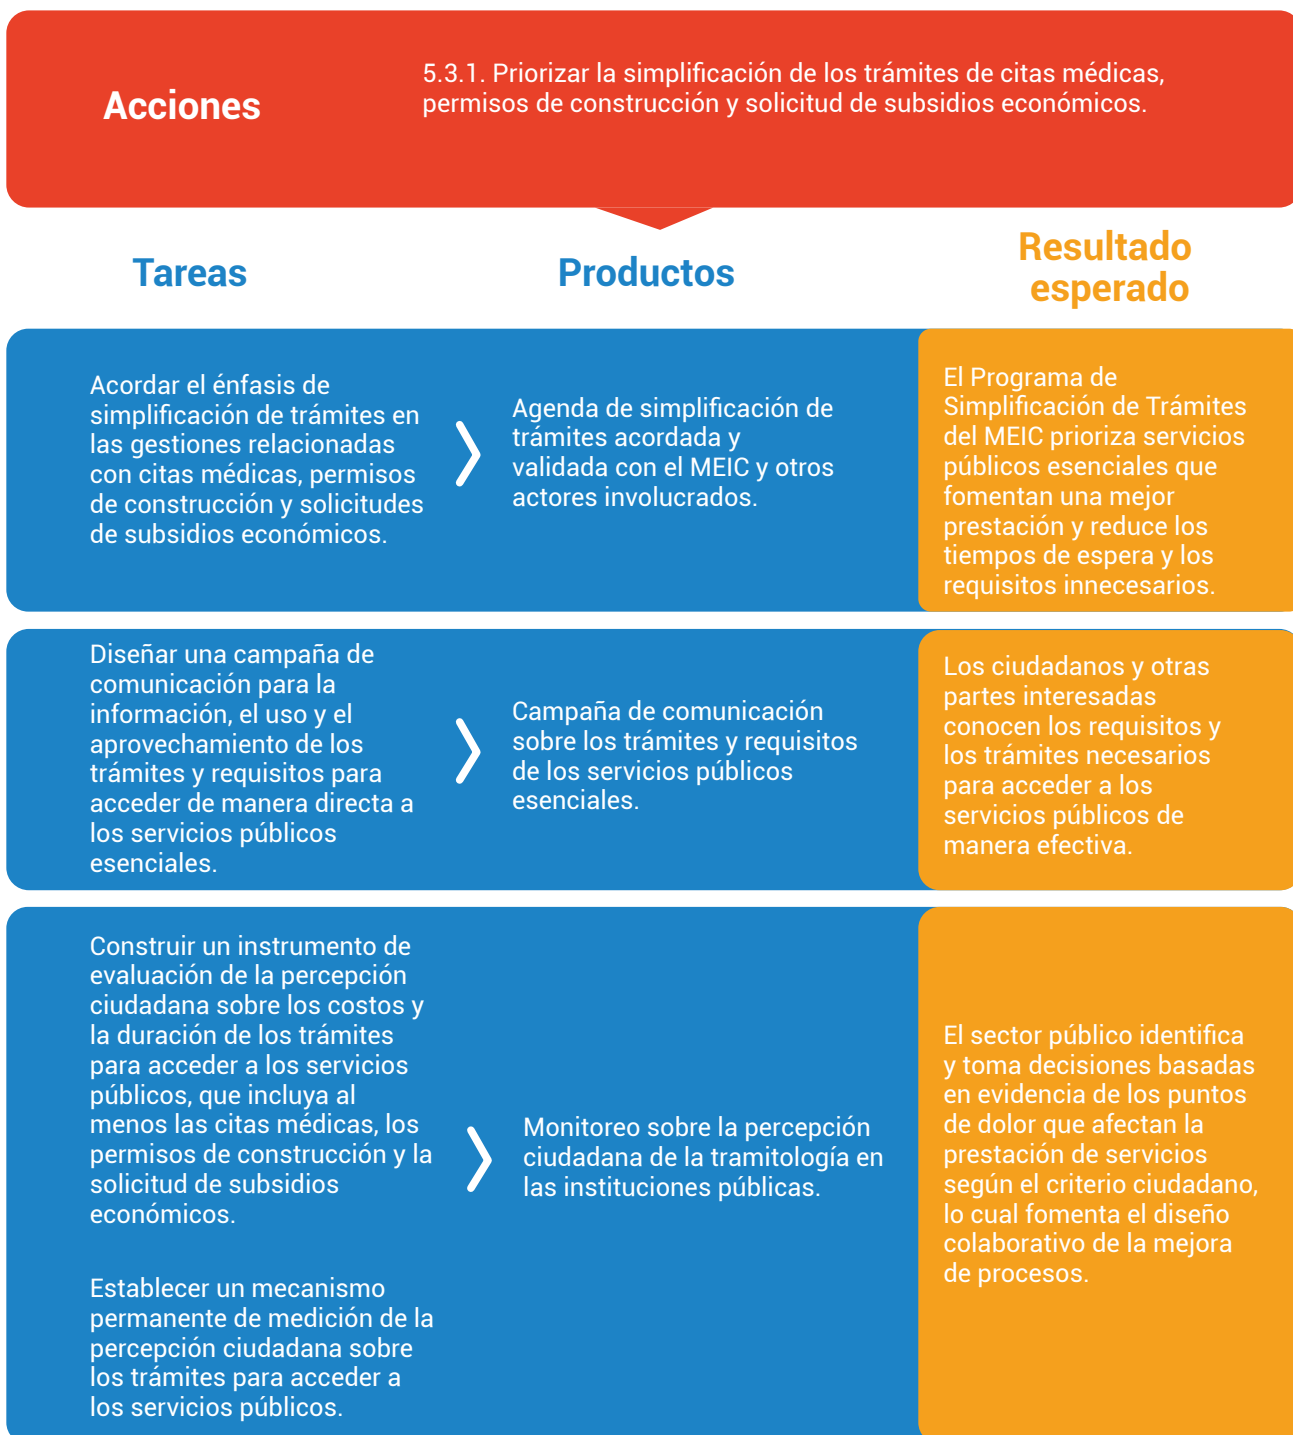 Acciones
5.3.1. Priorizar la simplificación de los trámites de citas médicas,
permisos de construcción y solicitud de subsidios económicos.
Tareas
Productos
Resultado
esperado
Acordar el énfasis de
simplificación de trámites en
las gestiones relacionadas
con citas médicas, permisos
de construcción y solicitudes
de subsidios económicos.
Agenda de simplificación de
trámites acordada y
validada con el MEIC y otros
actores involucrados.
El Programa de
Simplificación de Trámites
del MEIC prioriza servicios
públicos esenciales que
fomentan una mejor
prestación y reduce los
tiempos de espera y los
requisitos innecesarios.
Diseñar una campaña de
comunicación para la
información, el uso y el
aprovechamiento de los
trámites y requisitos para
acceder de manera directa a
los servicios públicos
esenciales.
Campaña de comunicación
sobre los trámites y requisitos
de los servicios públicos
esenciales.
Los ciudadanos y otras
partes interesadas
conocen los requisitos y
los trámites necesarios
para acceder a los
servicios públicos de
manera efectiva.
Construir un instrumento de
evaluación de la percepción
ciudadana sobre los costos y
la duración de los trámites
para acceder a los servicios
públicos, que incluya al
menos las citas médicas, los
permisos de construcción y la
solicitud de subsidios
económicos.
Establecer un mecanismo
permanente de medición de la
percepción ciudadana sobre
los trámites para acceder a
los servicios públicos.
Monitoreo sobre la percepción
ciudadana de la tramitología en
las instituciones públicas.
El sector público identifica
y toma decisiones basadas
en evidencia de los puntos
de dolor que afectan la
prestación de servicios
según el criterio ciudadano,
lo cual fomenta el diseño
colaborativo de la mejora
de procesos.